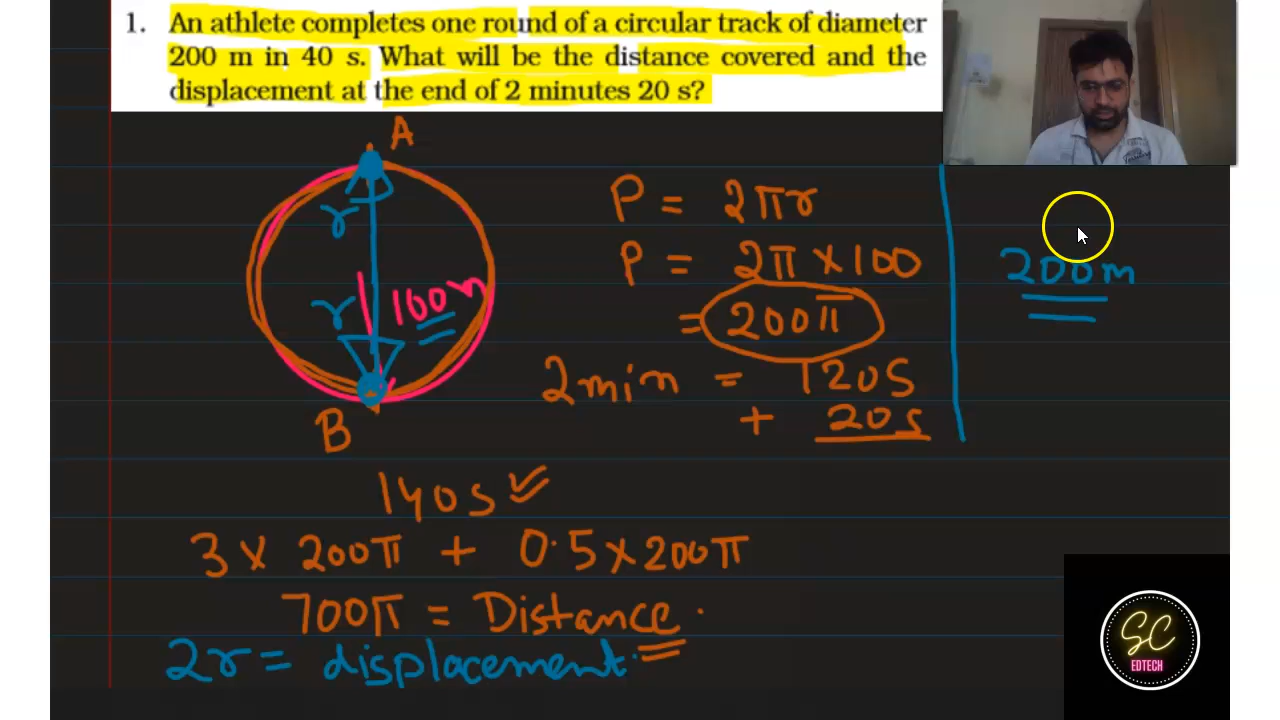 1. An athlete completes one round of a circular track of diameter
200 m in 40 s. What will be the distance covered and the
displacement at the end of 2 minutes 20 s?
A
r
r
100m
B
P = 2πr
P = 2π × 100
= 200π
2min = 120S
+ 20s
200m
140s
3 × 200π + 0.5 × 200π
700π = Distance.
2r = displacement.
SC
EDTECH